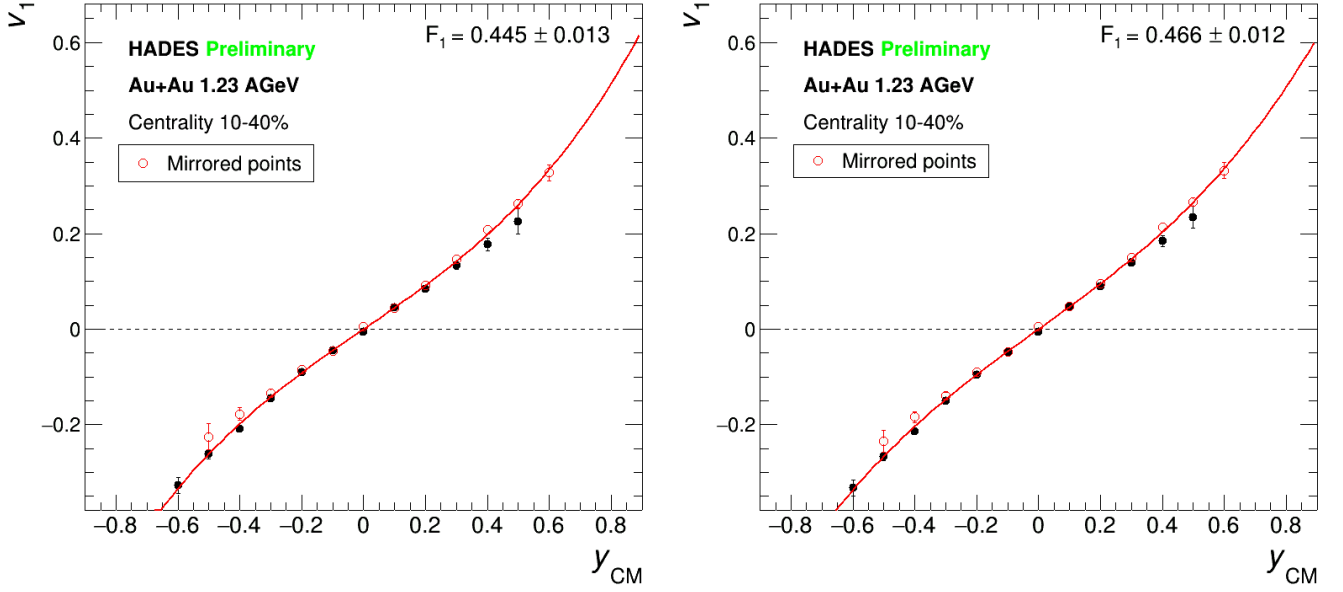 v1
F1 = 0.445 ± 0.013
HADES Preliminary
Au+Au 1.23 AGeV
Centrality 10-40%
Mirrored points
0.6
0.4
0.2
0
−0.2
−0.8 −0.6 −0.4 −0.2 0 0.2 0.4 0.6 0.8
yCM
v1
F1 = 0.466 ± 0.012
HADES Preliminary
Au+Au 1.23 AGeV
Centrality 10-40%
Mirrored points
0.6
0.4
0.2
0
−0.2
−0.8 −0.6 −0.4 −0.2 0 0.2 0.4 0.6 0.8
yCM